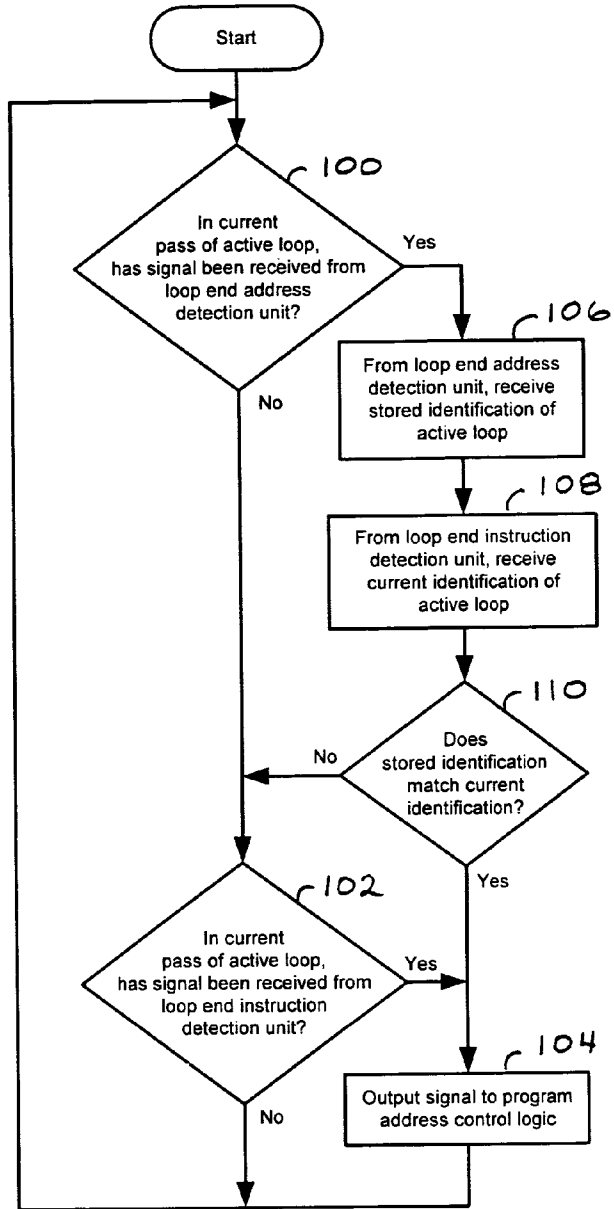 Start
100
In current
pass of active loop,
has signal been received from
loop end address
detection unit?
Yes
No
106
From loop end address
detection unit, receive
stored identification of
active loop
108
From loop end instruction
detection unit, receive
current identification of
active loop
110
Does
stored identification
match current
identification?
No
Yes
102
In current
pass of active loop,
has signal been received from
loop end instruction
detection unit?
Yes
No
104
Output signal to program
address control logic